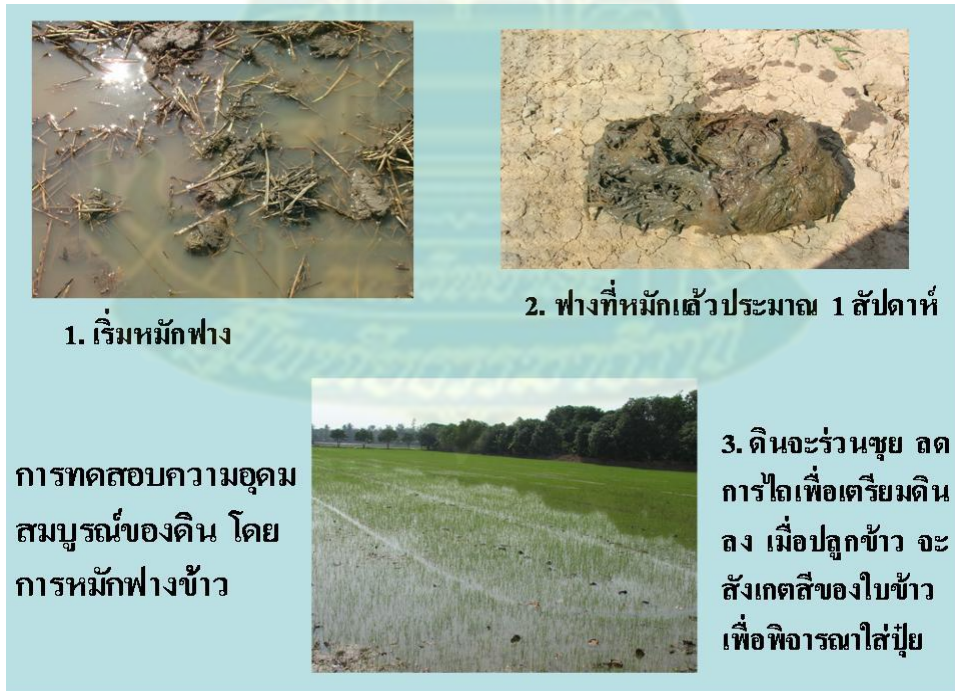 1. เริ่มหมักฟาง
2. ฟางที่หมักแล้วประมาณ 1 สัปดาห์
การทดสอบความอุดม
สมบูรณ์ของดิน โดย
การหมักฟางข้าว
3. ดินจะร่วนซุย ลด
การไถเพื่อเตรียมดิน
ลง เมื่อปลูกข้าว จะ
สังเกตสีของใบข้าว
เพื่อพิจารณาใส่ปุ๋ย